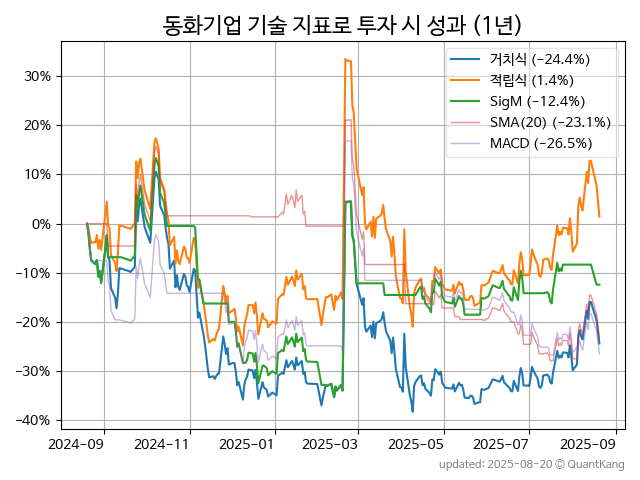 동화기업 기술 지표로 투자 시 성과 (1년)
거치식 (−24.4%)
적립식 (1.4%)
SigM (−12.4%)
SMA(20) (−23.1%)
MACD (−26.5%)
30%
20%
10%
0%
−10%
−20%
−30%
−40%
2024−09 2024−11 2025−01 2025−03 2025−05 2025−07 2025−09
updated: 2025−08−20 © QuantKang